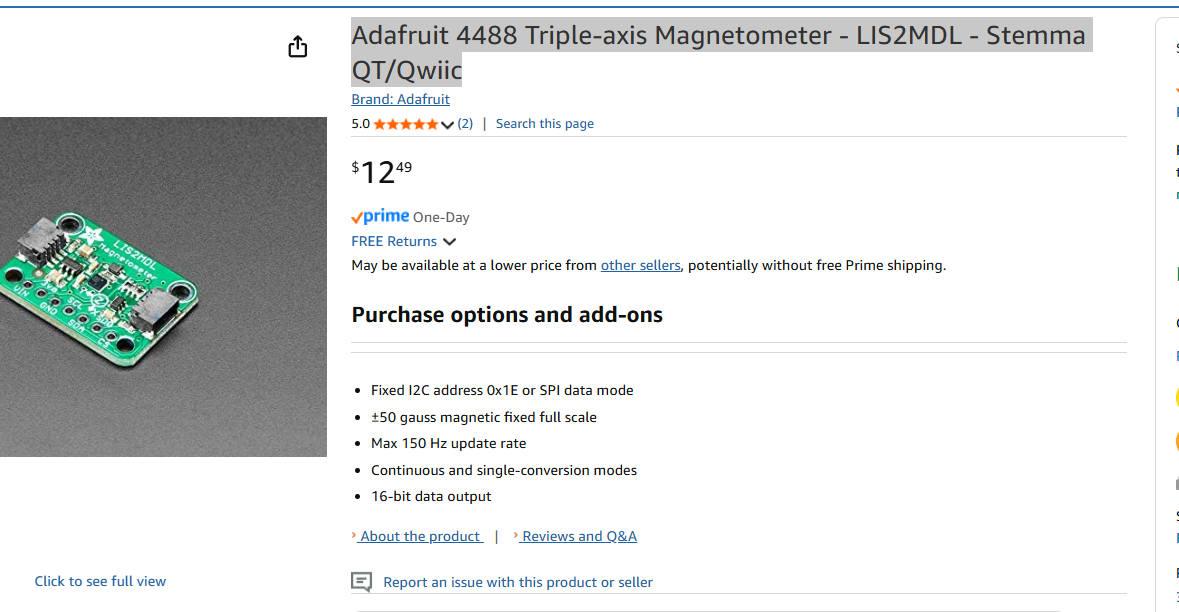 Adafruit 4488 Triple-axis Magnetometer - LIS2MDL - Stemma
QT/Qwiic
Brand: Adafruit
5.0 (2) | Search this page
$12 49
prime One-Day
FREE Returns
May be available at a lower price from other sellers, potentially without free Prime shipping.
Purchase options and add-ons
Fixed I2C address 0x1E or SPI data mode
±50 gauss magnetic fixed full scale
Max 150 Hz update rate
Continuous and single-conversion modes
16-bit data output
About the product | Reviews and Q&A
Report an issue with this product or seller
LIS2MDL
Magnetometer
VIN
GND
SCL
SDA
CS
Click to see full view